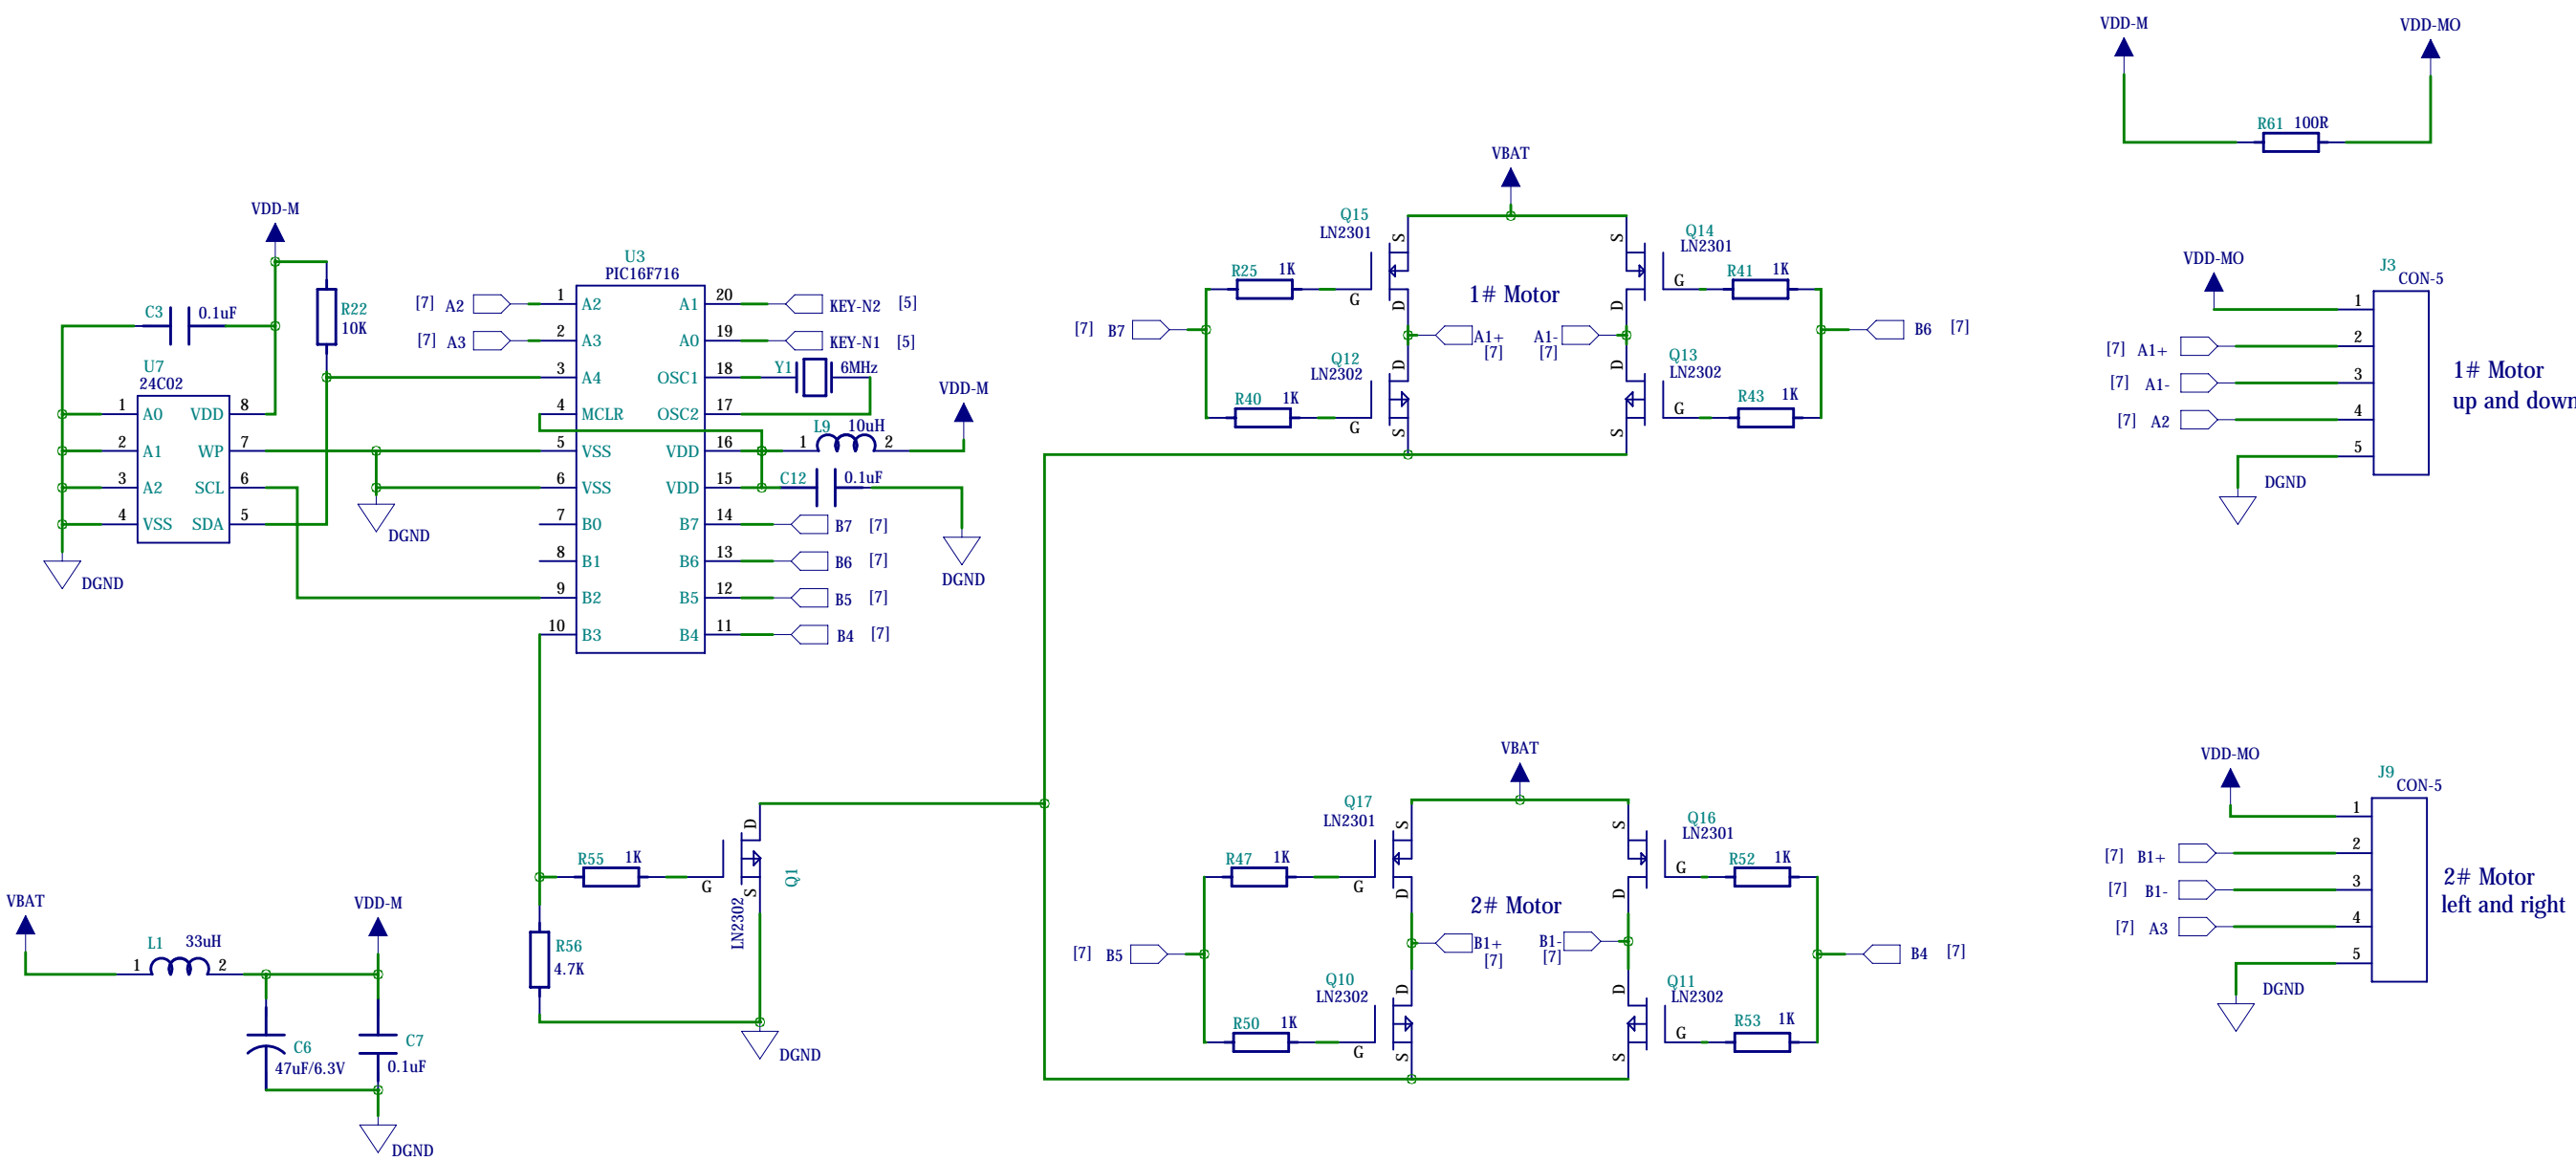 VDD-M
VDD-MO
R61 100R
VBAT
VDD-M
Q15
LN2301
S
S
Q14
LN2301
U3
PIC16F716
VDD-MO
J3
CON-5
C3 0.1uF
R22
10K
[7] A2
1 A2
A1 20
KEY-N2 [5]
R25 1K
G
D
1# Motor
D
G
R41 1K
1
[7] A3
2 A3
A0 19
KEY-N1 [5]
[7] B7
A1+
[7]
A1-
[7]
B6 [7]
[7] A1+
2
U7
24C02
3 A4
OSC1 18
Y1 6MHz
Q12
LN2302
D
D
Q13
LN2302
[7] A1-
3
1# Motor
up and down
1 A0
VDD 8
4 MCLR
OSC2 17
VDD-M
R40 1K
G
S
S
G
R43 1K
[7] A2
4
2 A1
WP 7
5 VSS
VDD 16
1 L9 10uH 2
5
3 A2
SCL 6
6 VSS
VDD 15
C12 0.1uF
DGND
4 VSS
SDA 5
DGND
7 B0
B7 14
B7 [7]
DGND
8 B1
B6 13
B6 [7]
DGND
9 B2
B5 12
B5 [7]
10 B3
B4 11
B4 [7]
VBAT
VDD-MO
J9
CON-5
Q17
LN2301
S
S
Q16
LN2301
1
D
R55 1K
G
S
Q1
LN2302
R47 1K
G
D
D
G
R52 1K
[7] B1+
2
2# Motor
[7] B1-
3
2# Motor
left and right
VBAT
VDD-M
[7] A3
4
L1 33uH
1 2
R56
4.7K
[7] B5
B1+
[7]
B1-
[7]
B4 [7]
5
Q10
LN2302
D
D
Q11
LN2302
DGND
C6
47uF/6.3V
C7
0.1uF
DGND
R50 1K
G
S
S
G
R53 1K
DGND